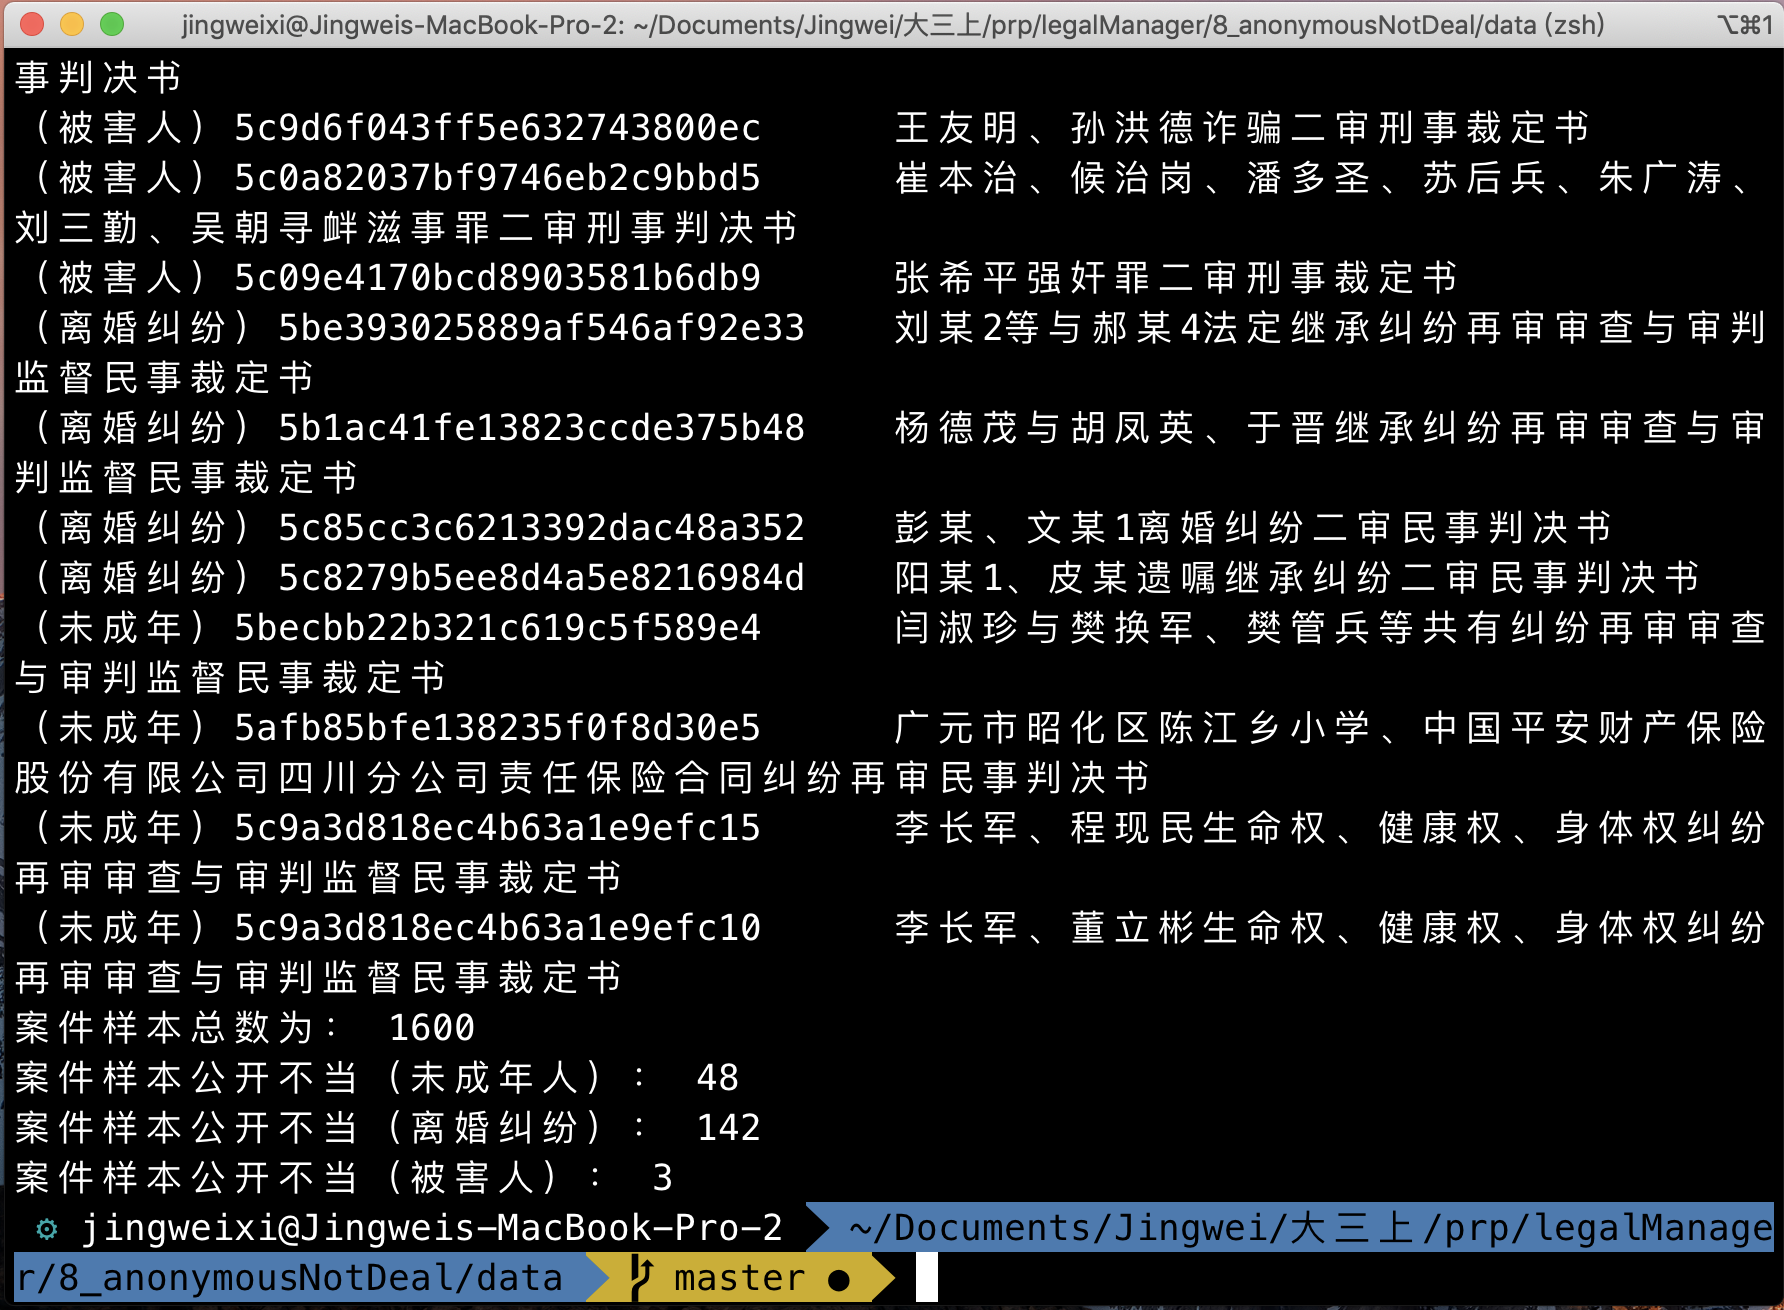 jingweixi@Jingweis-MacBook-Pro-2: ~/Documents/Jingwei/大三上/prp/legalManager/8_anonymousNotDeal/data (zsh) ⌥⌘1
事判决书
（被害人）5c9d6f043ff5e632743800ec 王友明、孙洪德诈骗二审刑事裁定书
（被害人）5c0a82037bf9746eb2c9bbd5 崔本治、候治岗、潘多圣、苏后兵、朱广涛、
刘三勤、吴朝寻衅滋事罪二审刑事判决书
（被害人）5c09e4170bcd8903581b6db9 张希平强奸罪二审刑事裁定书
（离婚纠纷）5be393025889af546af92e33 刘某2等与郝某4法定继承纠纷再审审查与审判
监督民事裁定书
（离婚纠纷）5b1ac41fe13823ccde375b48 杨德茂与胡凤英、于晋继承纠纷再审审查与审
判监督民事裁定书
（离婚纠纷）5c85cc3c6213392dac48a352 彭某、文某1离婚纠纷二审民事判决书
（离婚纠纷）5c8279b5ee8d4a5e8216984d 阳某1、皮某遗嘱继承纠纷二审民事判决书
（未成年）5becbb22b321c619c5f589e4 闫淑珍与樊换军、樊管兵等共有纠纷再审审查
与审判监督民事裁定书
（未成年）5afb85bfe138235f0f8d30e5 广元市昭化区陈江乡小学、中国平安财产保险
股份有限公司四川分公司责任保险合同纠纷再审民事判决书
（未成年）5c9a3d818ec4b63a1e9efc15 李长军、程现民生命权、健康权、身体权纠纷
再审审查与审判监督民事裁定书
（未成年）5c9a3d818ec4b63a1e9efc10 李长军、董立彬生命权、健康权、身体权纠纷
再审审查与审判监督民事裁定书
案件样本总数为： 1600
案件样本公开不当（未成年人）： 48
案件样本公开不当（离婚纠纷）： 142
案件样本公开不当（被害人）： 3
jingweixi@Jingweis-MacBook-Pro-2 ~/Documents/Jingwei/大三上/prp/legalManage
r/8_anonymousNotDeal/data master ●